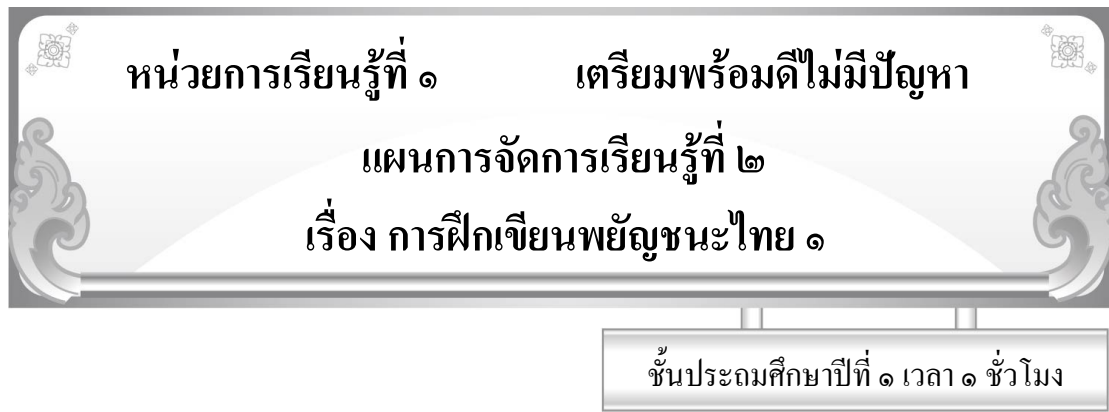 หน่วยการเรียนรู้ที่ ๑ เตรียมพร้อมดีไม่มีปัญหา
แผนการจัดการเรียนรู้ที่ ๒
เรื่อง การฝึกเขียนพยัญชนะไทย ๑
ชั้นประถมศึกษาปีที่ ๑ เวลา ๑ ชั่วโมง